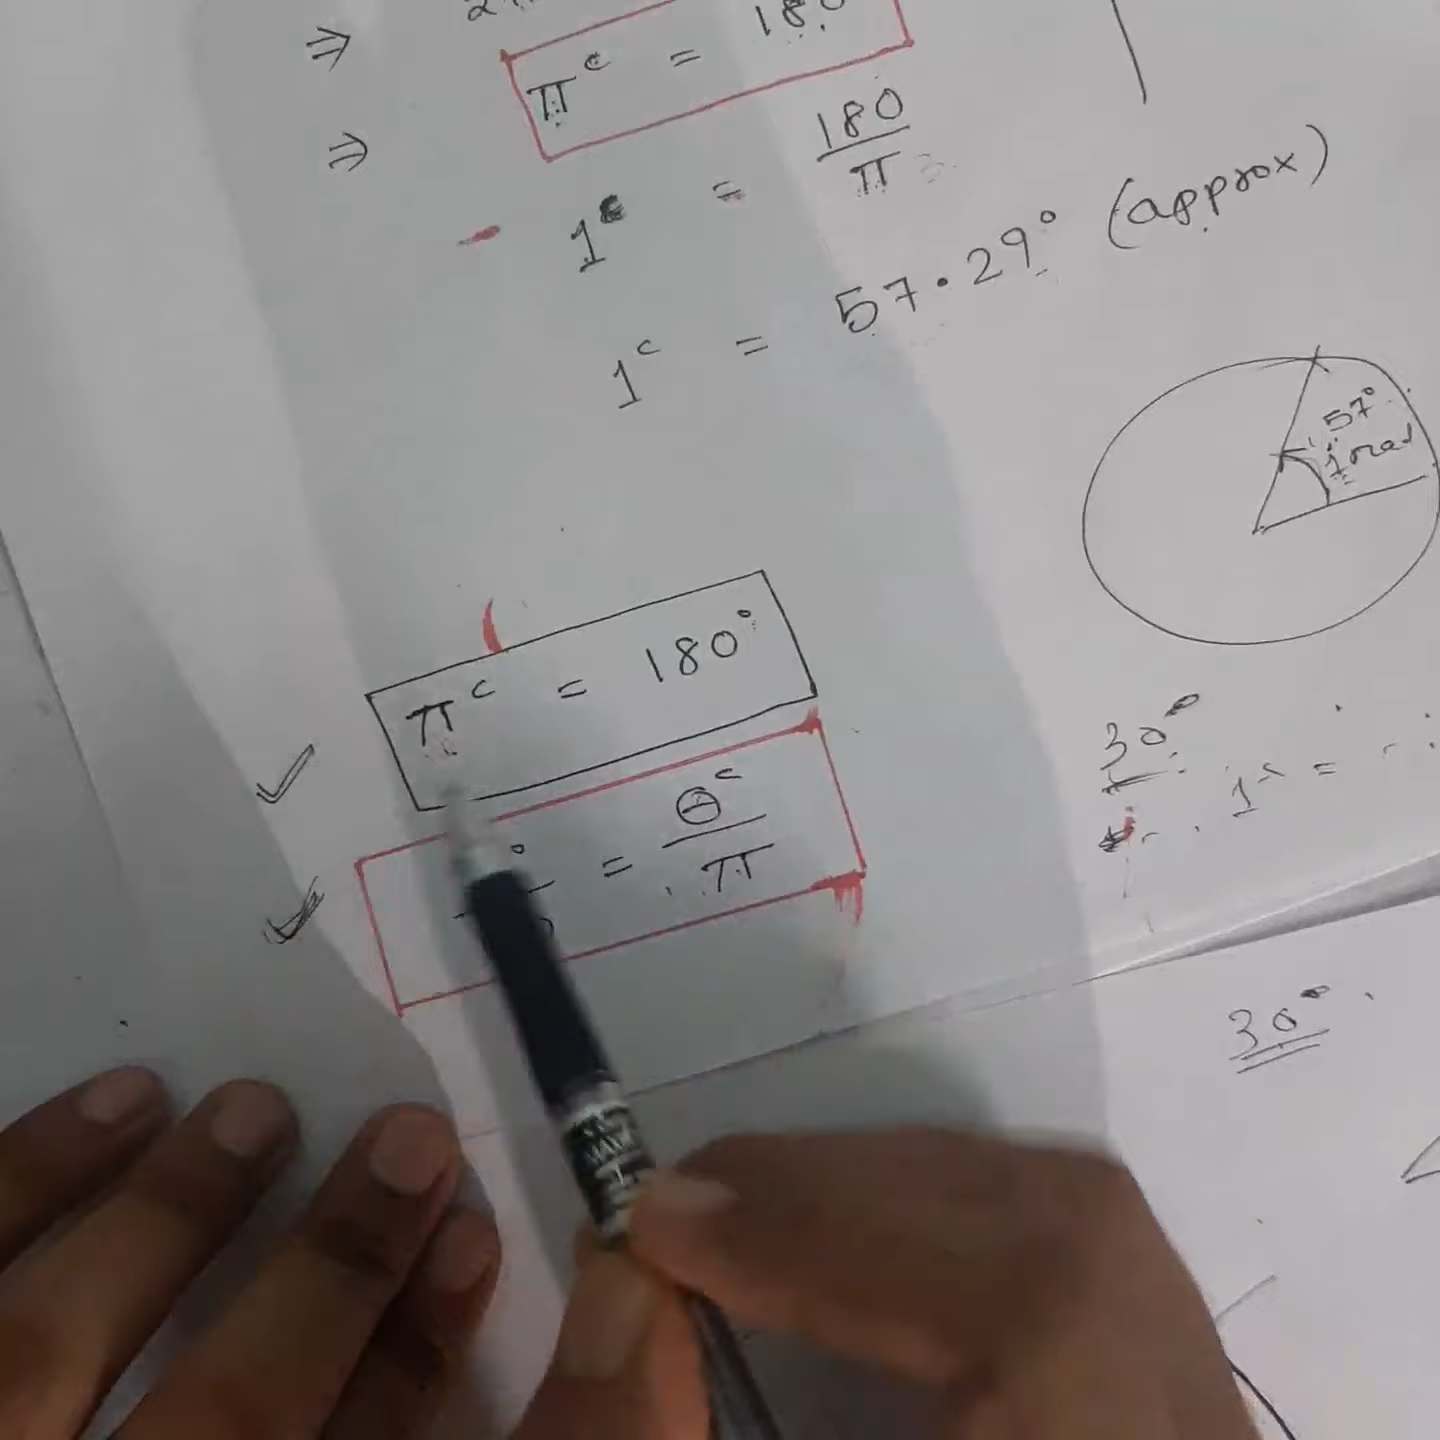 ⇒
π^c = 180
⇒ 1^c = 180/π
1^c = 57.29° (approx)
57°
1 rad
π^c = 180°
° = θ^c/π
30°
1^c =
30°